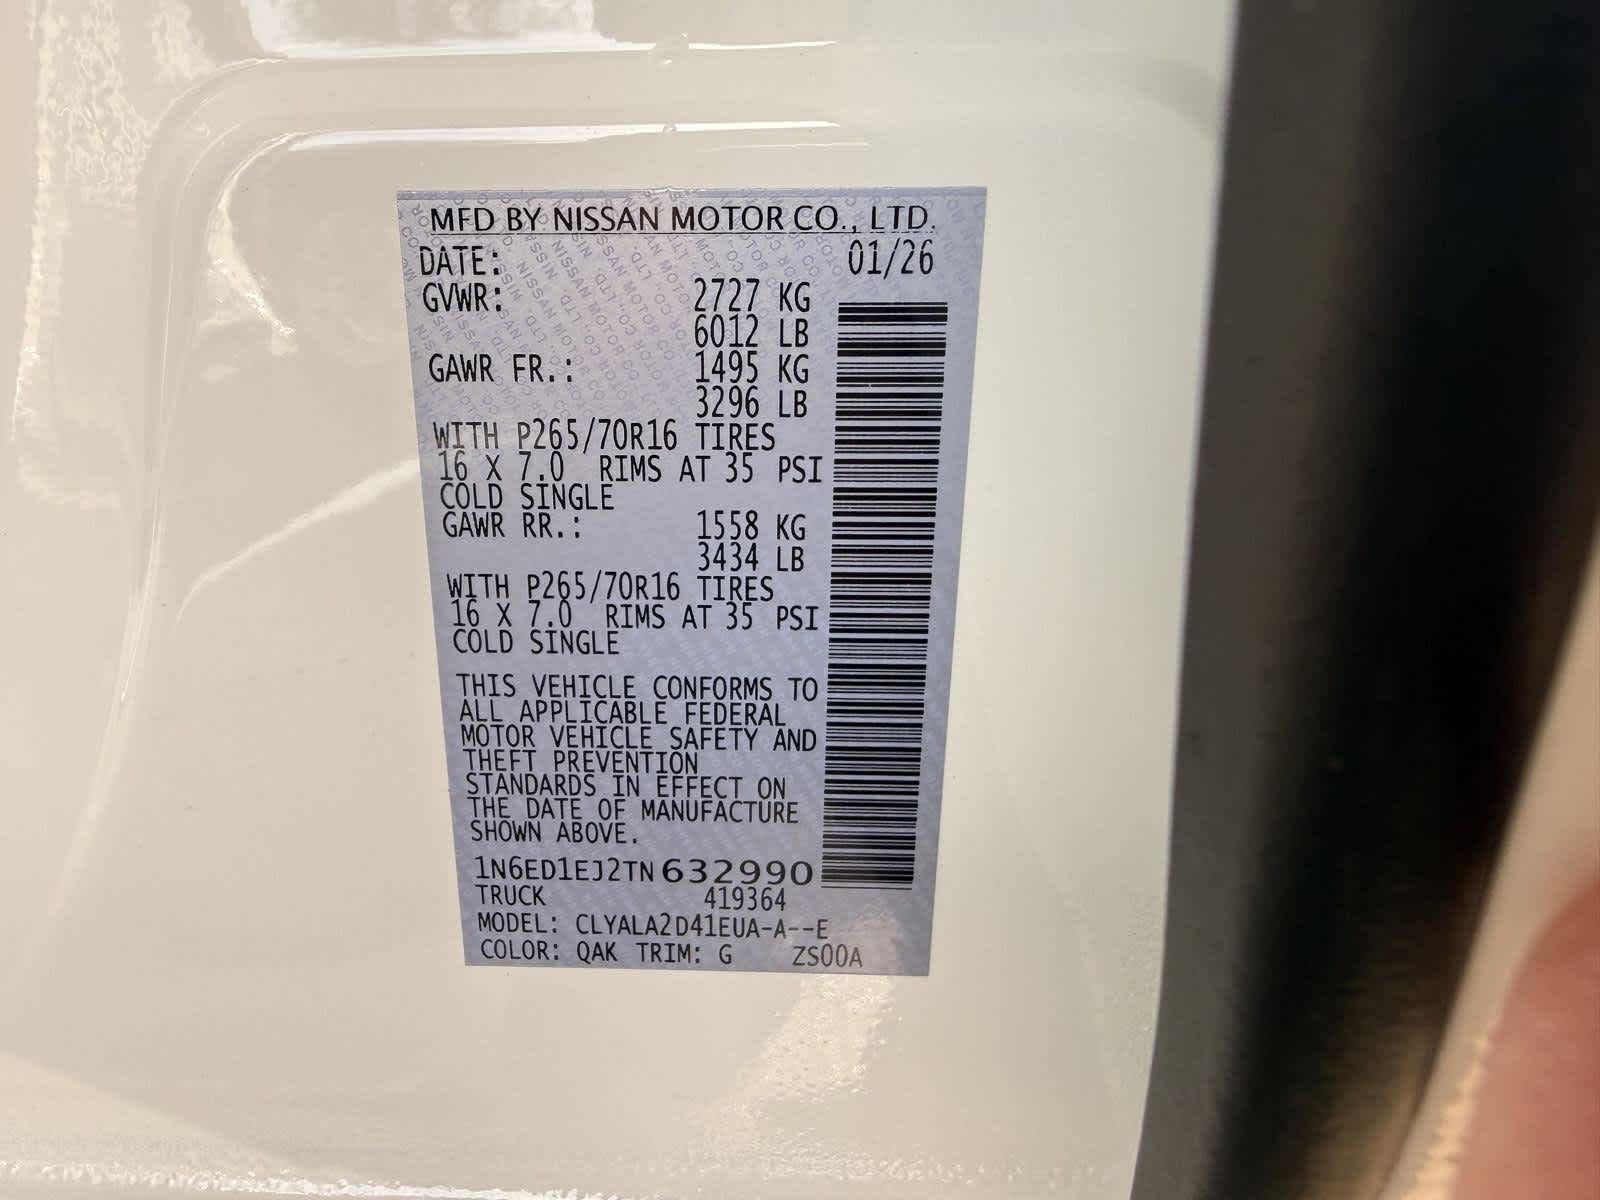 MFD BY NISSAN MOTOR CO., LTD.
DATE: 01/26
GVWR: 2727 KG
6012 LB
GAWR FR.: 1495 KG
3296 LB
WITH P265/70R16 TIRES
16 X 7.0 RIMS AT 35 PSI
COLD SINGLE
GAWR RR.: 1558 KG
3434 LB
WITH P265/70R16 TIRES
16 X 7.0 RIMS AT 35 PSI
COLD SINGLE
THIS VEHICLE CONFORMS TO
ALL APPLICABLE FEDERAL
MOTOR VEHICLE SAFETY AND
THEFT PREVENTION
STANDARDS IN EFFECT ON
THE DATE OF MANUFACTURE
SHOWN ABOVE.
1N6ED1EJ2TN632990
TRUCK 419364
MODEL: CLYALA2D41EUA-A--E
COLOR: QAK TRIM: G ZS00A